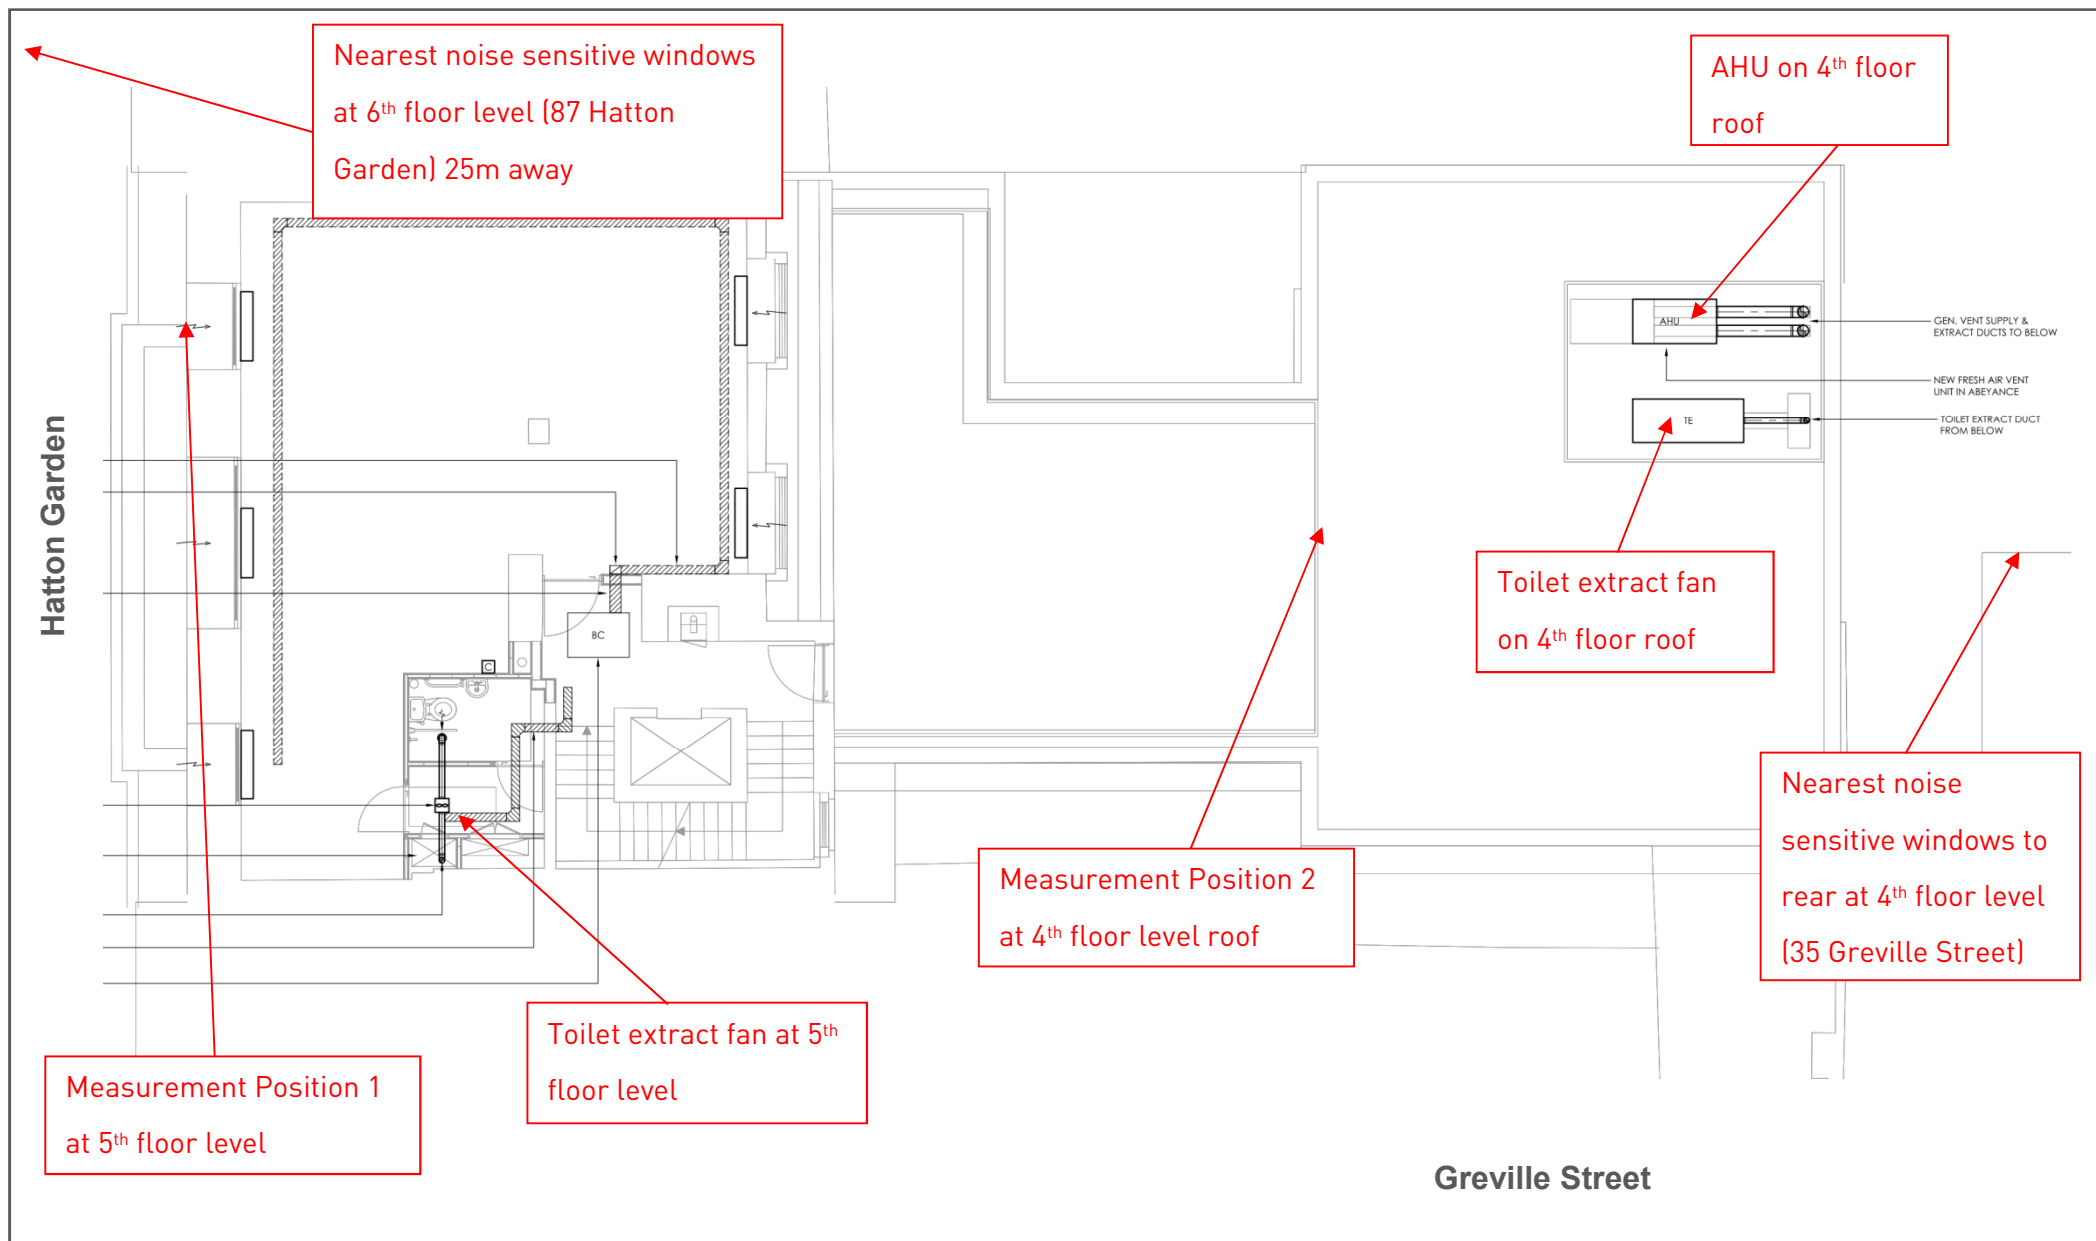 Nearest noise sensitive windows
at 6th floor level (87 Hatton
Garden) 25m away
AHU on 4th floor
roof
AHU
GEN. VENT SUPPLY &
EXTRACT DUCTS TO BELOW
NEW FRESH AIR VENT
UNIT IN ABEYANCE
TE
TOILET EXTRACT DUCT
FROM BELOW
Hatton Garden
Toilet extract fan
on 4th floor roof
BC
C
Nearest noise
sensitive windows to
rear at 4th floor level
(35 Greville Street)
Measurement Position 2
at 4th floor level roof
Toilet extract fan at 5th
floor level
Measurement Position 1
at 5th floor level
Greville Street